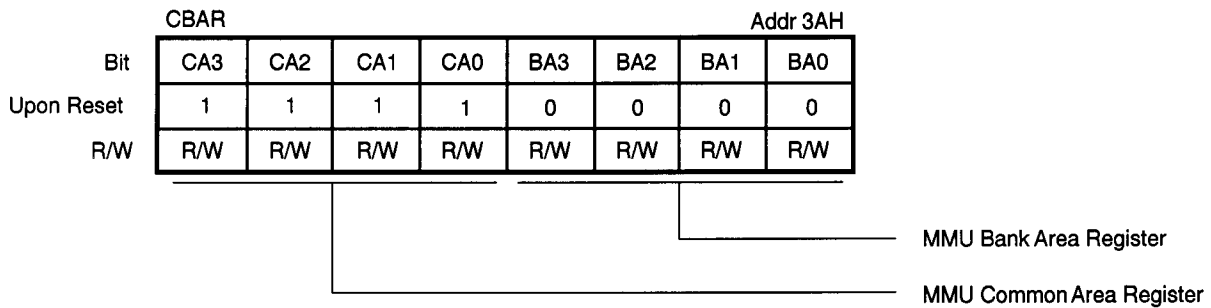 CBAR Addr 3AH
Bit CA3 CA2 CA1 CA0 BA3 BA2 BA1 BA0
Upon Reset 1 1 1 1 0 0 0 0
R/W R/W R/W R/W R/W R/W R/W R/W R/W
MMU Bank Area Register
MMU Common Area Register